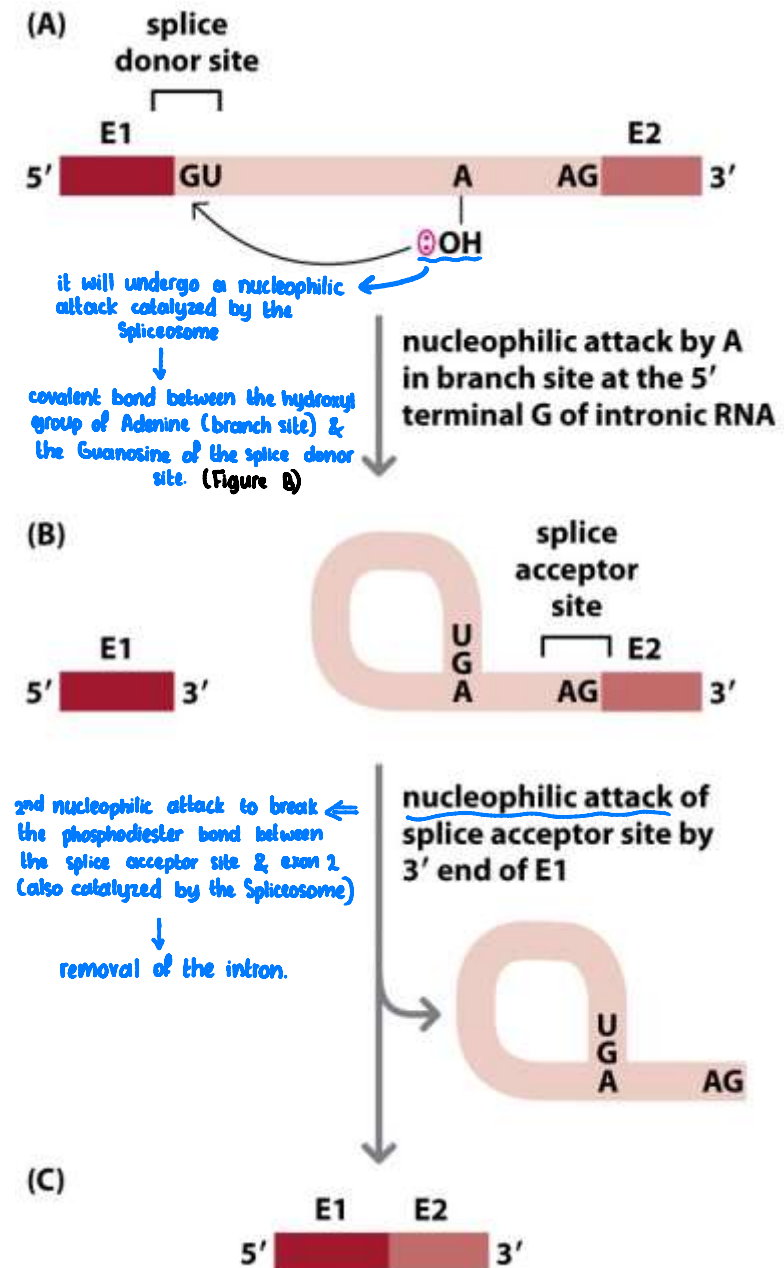 (A)
splice
donor site
E1
E2
5′ GU A AG 3′
:OH
it will undergo a nucleophilic
attack catalyzed by the
Spliceosome
↓
covalent bond between the hydroxyl
group of Adenine (branch site) &
the Guanosine of the splice donor
site. (Figure B)
nucleophilic attack by A
in branch site at the 5′
terminal G of intronic RNA
(B)
splice
acceptor
site
E1
E2
5′ 3′
U
G
A AG 3′
2nd nucleophilic attack to break ⇐
the phosphodiester bond between
the splice acceptor site & exon 2
(also catalyzed by the Spliceosome)
↓
removal of the intron.
nucleophilic attack of
splice acceptor site by
3′ end of E1
U
G
A AG
(C)
E1 E2
5′ 3′